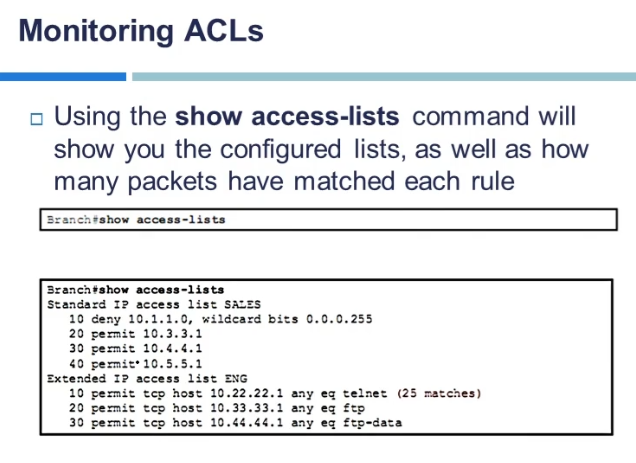 Monitoring ACLs
Using the show access-lists command will
show you the configured lists, as well as how
many packets have matched each rule
Branch#show access-lists
Branch#show access-lists
Standard IP access list SALES
10 deny 10.1.1.0, wildcard bits 0.0.0.255
20 permit 10.3.3.1
30 permit 10.4.4.1
40 permit 10.5.5.1
Extended IP access list ENG
10 permit tcp host 10.22.22.1 any eq telnet (25 matches)
20 permit tcp host 10.33.33.1 any eq ftp
30 permit tcp host 10.44.44.1 any eq ftp-data